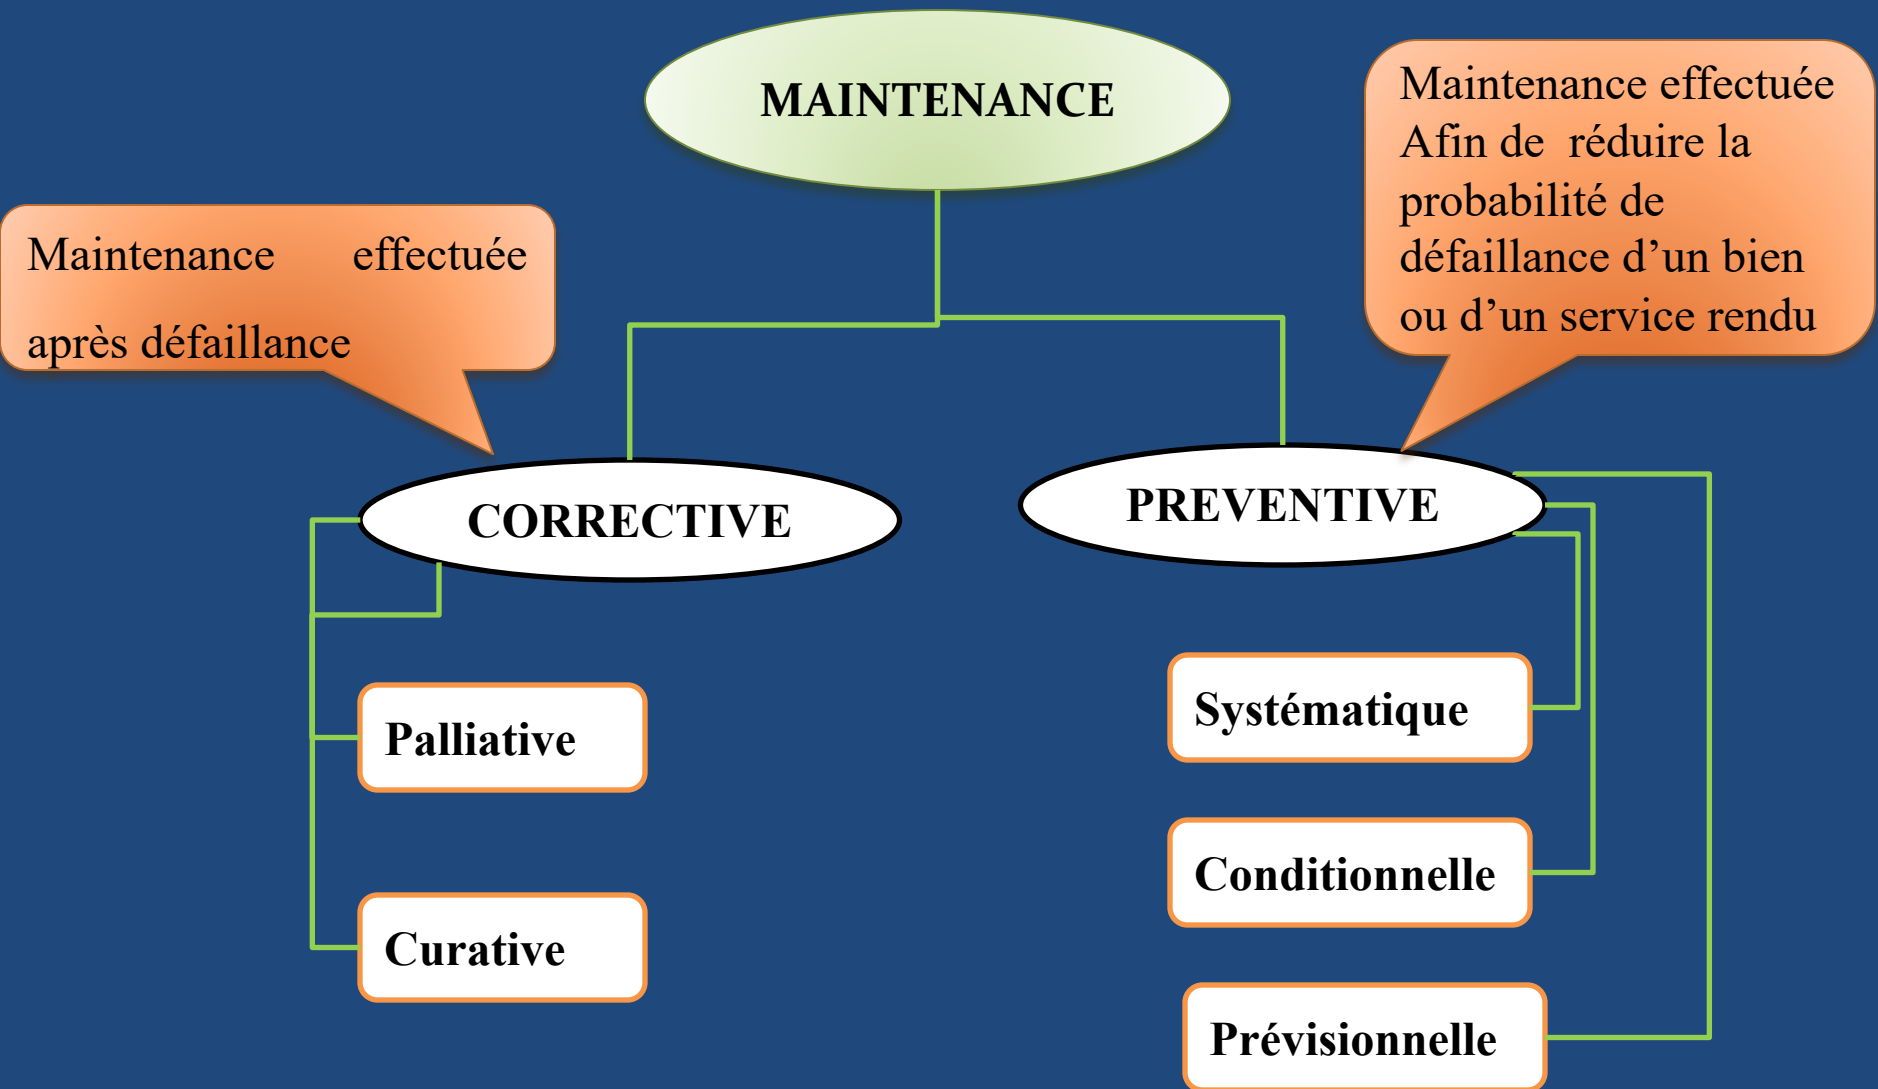 MAINTENANCE
Maintenance effectuée
Afin de réduire la
probabilité de
défaillance d’un bien
ou d’un service rendu
Maintenance effectuée
après défaillance
CORRECTIVE
PREVENTIVE
Palliative
Curative
Systématique
Conditionnelle
Prévisionnelle